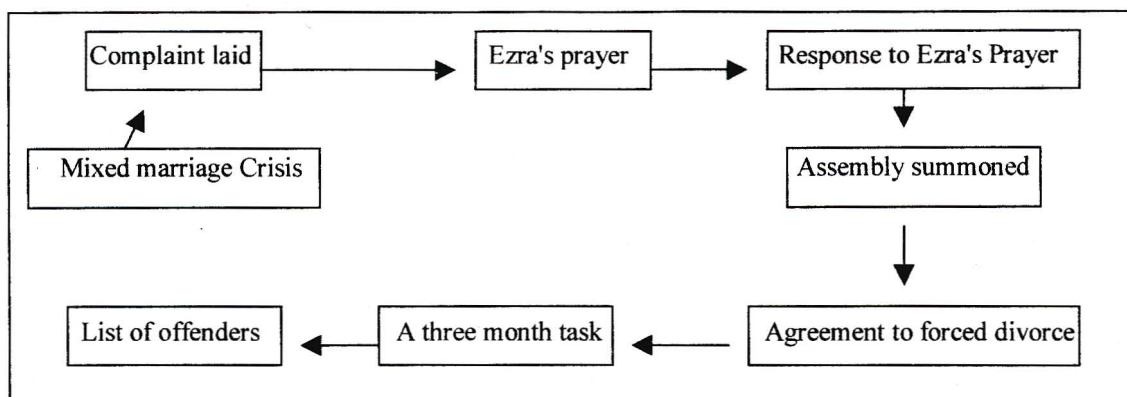 Complaint laid
Ezra's prayer
Response to Ezra's Prayer
Mixed marriage Crisis
Assembly summoned
List of offenders
A three month task
Agreement to forced divorce